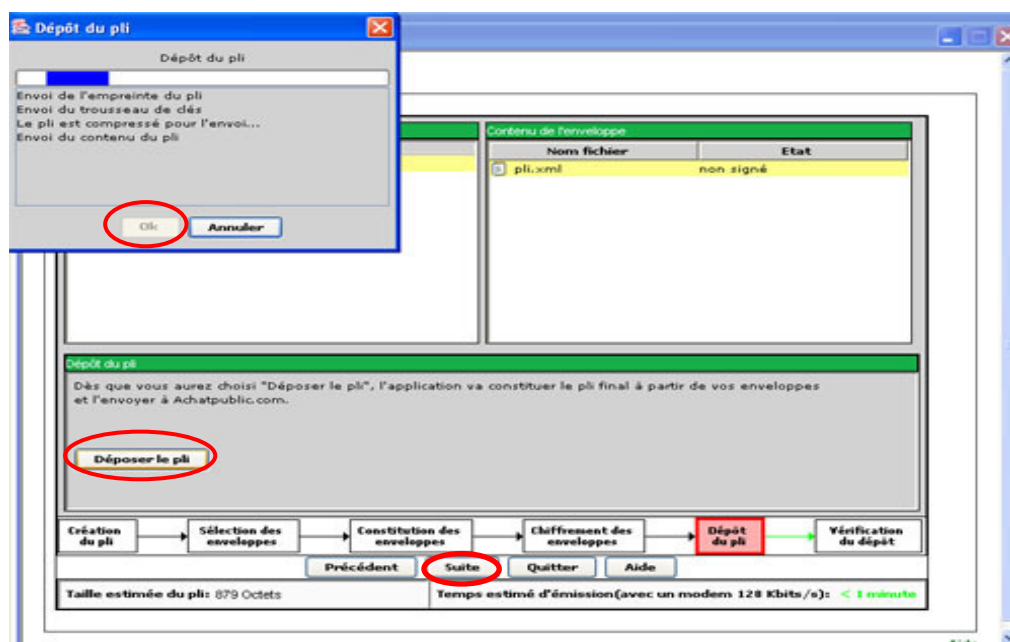 Dépôt du pli
Dépôt du pli
Envoi de l'empreinte du pli
Envoi du trousseau de clés
Le pli est compressé pour l'envoi...
Envoi du contenu du pli
Ok Annuler
Contenu de l'enveloppe
Nom fichier Etat
pli.xml non signé
Dépôt du pli
Dès que vous aurez choisi "Déposer le pli", l'application va constituer le pli final à partir de vos enveloppes
et l'envoyer à Achatpublic.com.
Déposer le pli
Création du pli
Sélection des enveloppes
Constitution des enveloppes
Chiffrement des enveloppes
Dépôt du pli
Vérification du dépôt
Précédent Suite Quitter Aide
Taille estimée du pli: 879 Octets Temps estimé d'émission(avec un modem 128 Kbits/s): < 1 minute